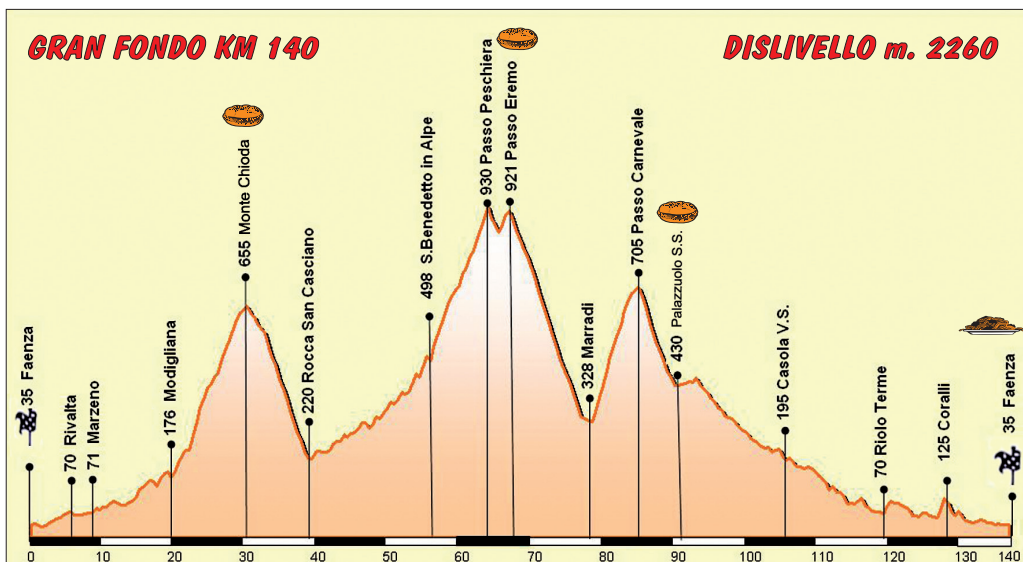 GRAN FONDO KM 140
DISLIVELLO m. 2260
35 Faenza
70 Rivalta
71 Marzeno
176 Modigliana
655 Monte Chioda
220 Rocca San Casciano
498 S.Benedetto in Alpe
930 Passo Peschiera
921 Passo Eremo
328 Marradi
705 Passo Carnevale
430 Palazzuolo S.S.
195 Casola V.S.
70 Riolo Terme
125 Coralli
35 Faenza
0 10 20 30 40 50 60 70 80 90 100 110 120 130 140